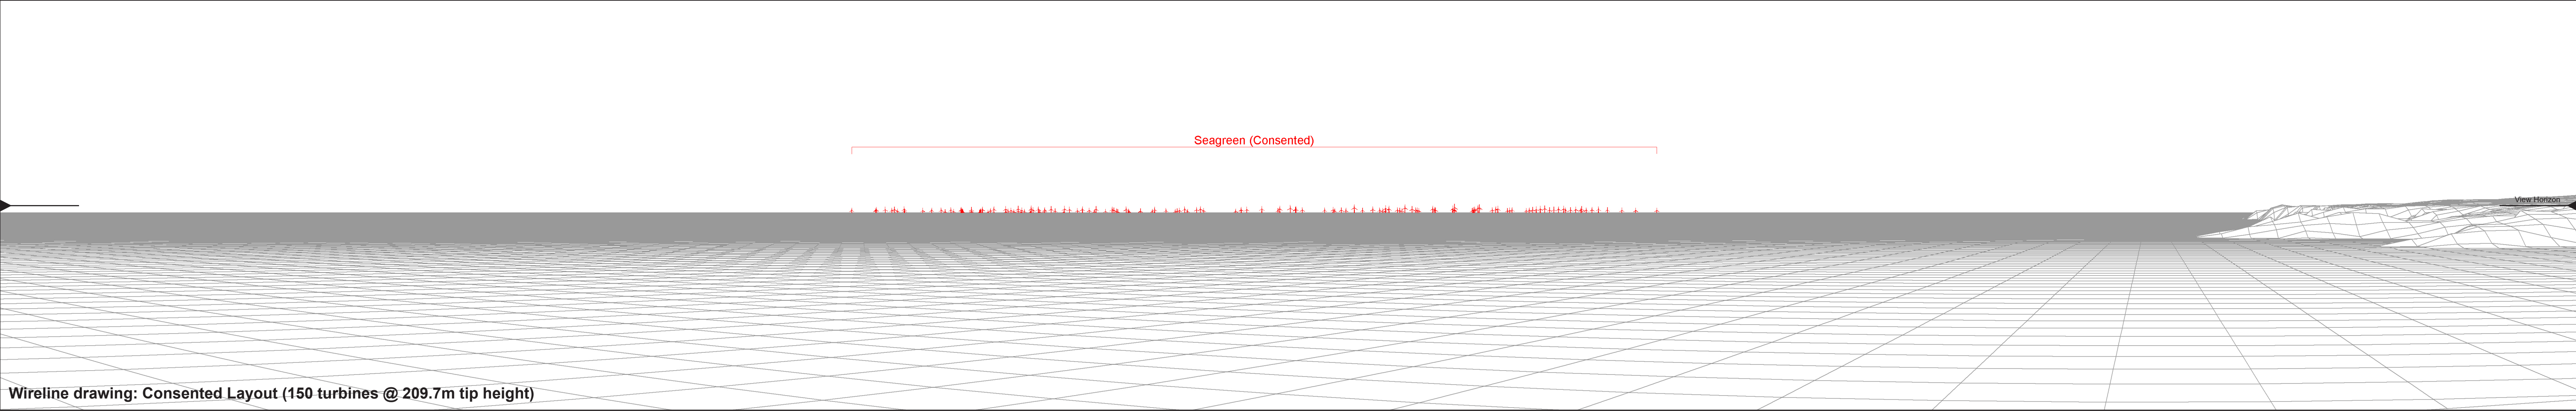 Seagreen (Consented)
View Horizon
Wireline drawing: Consented Layout (150 turbines @ 209.7m tip height)